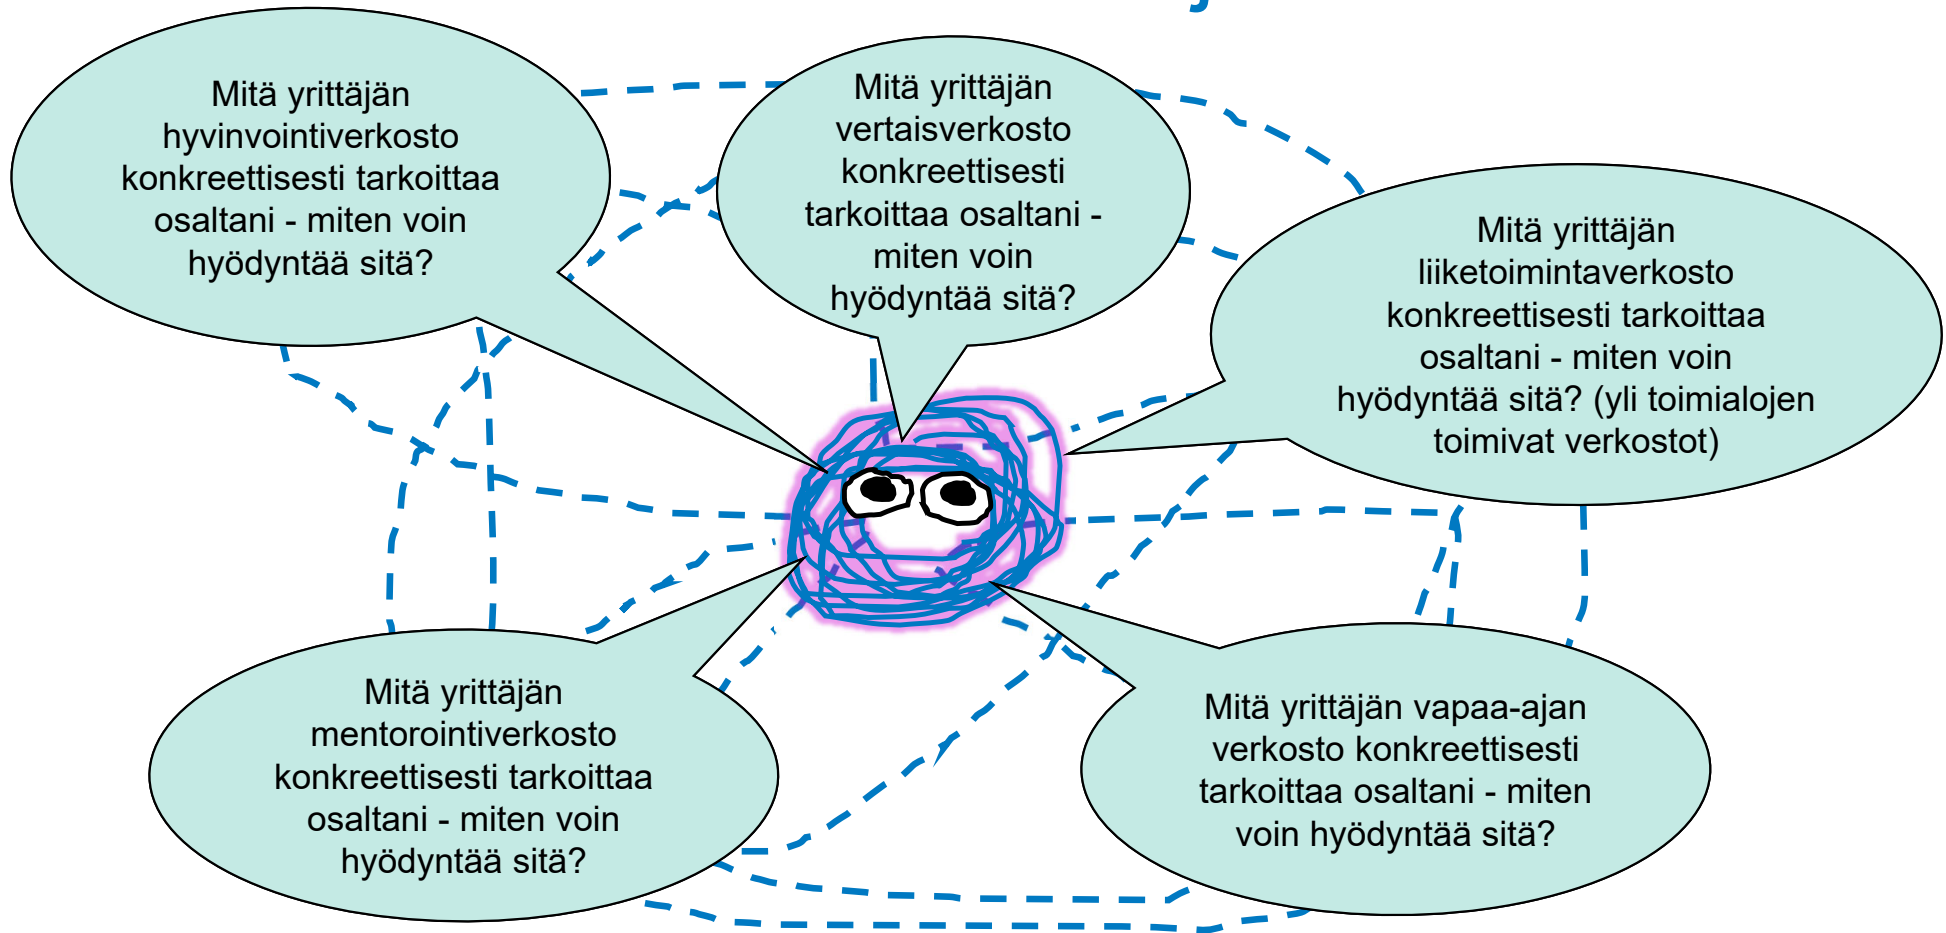 Mitä yrittäjän
hyvinvointiverkosto
konkreettisesti tarkoittaa
osaltani - miten voin
hyödyntää sitä?
Mitä yrittäjän
vertaisverkosto
konkreettisesti
tarkoittaa osaltani -
miten voin
hyödyntää sitä?
Mitä yrittäjän
liiketoimintaverkosto
konkreettisesti tarkoittaa
osaltani - miten voin
hyödyntää sitä? (yli toimialojen
toimivat verkostot)
Mitä yrittäjän
mentorointiverkosto
konkreettisesti tarkoittaa
osaltani - miten voin
hyödyntää sitä?
Mitä yrittäjän vapaa-ajan
verkosto konkreettisesti
tarkoittaa osaltani - miten
voin hyödyntää sitä?